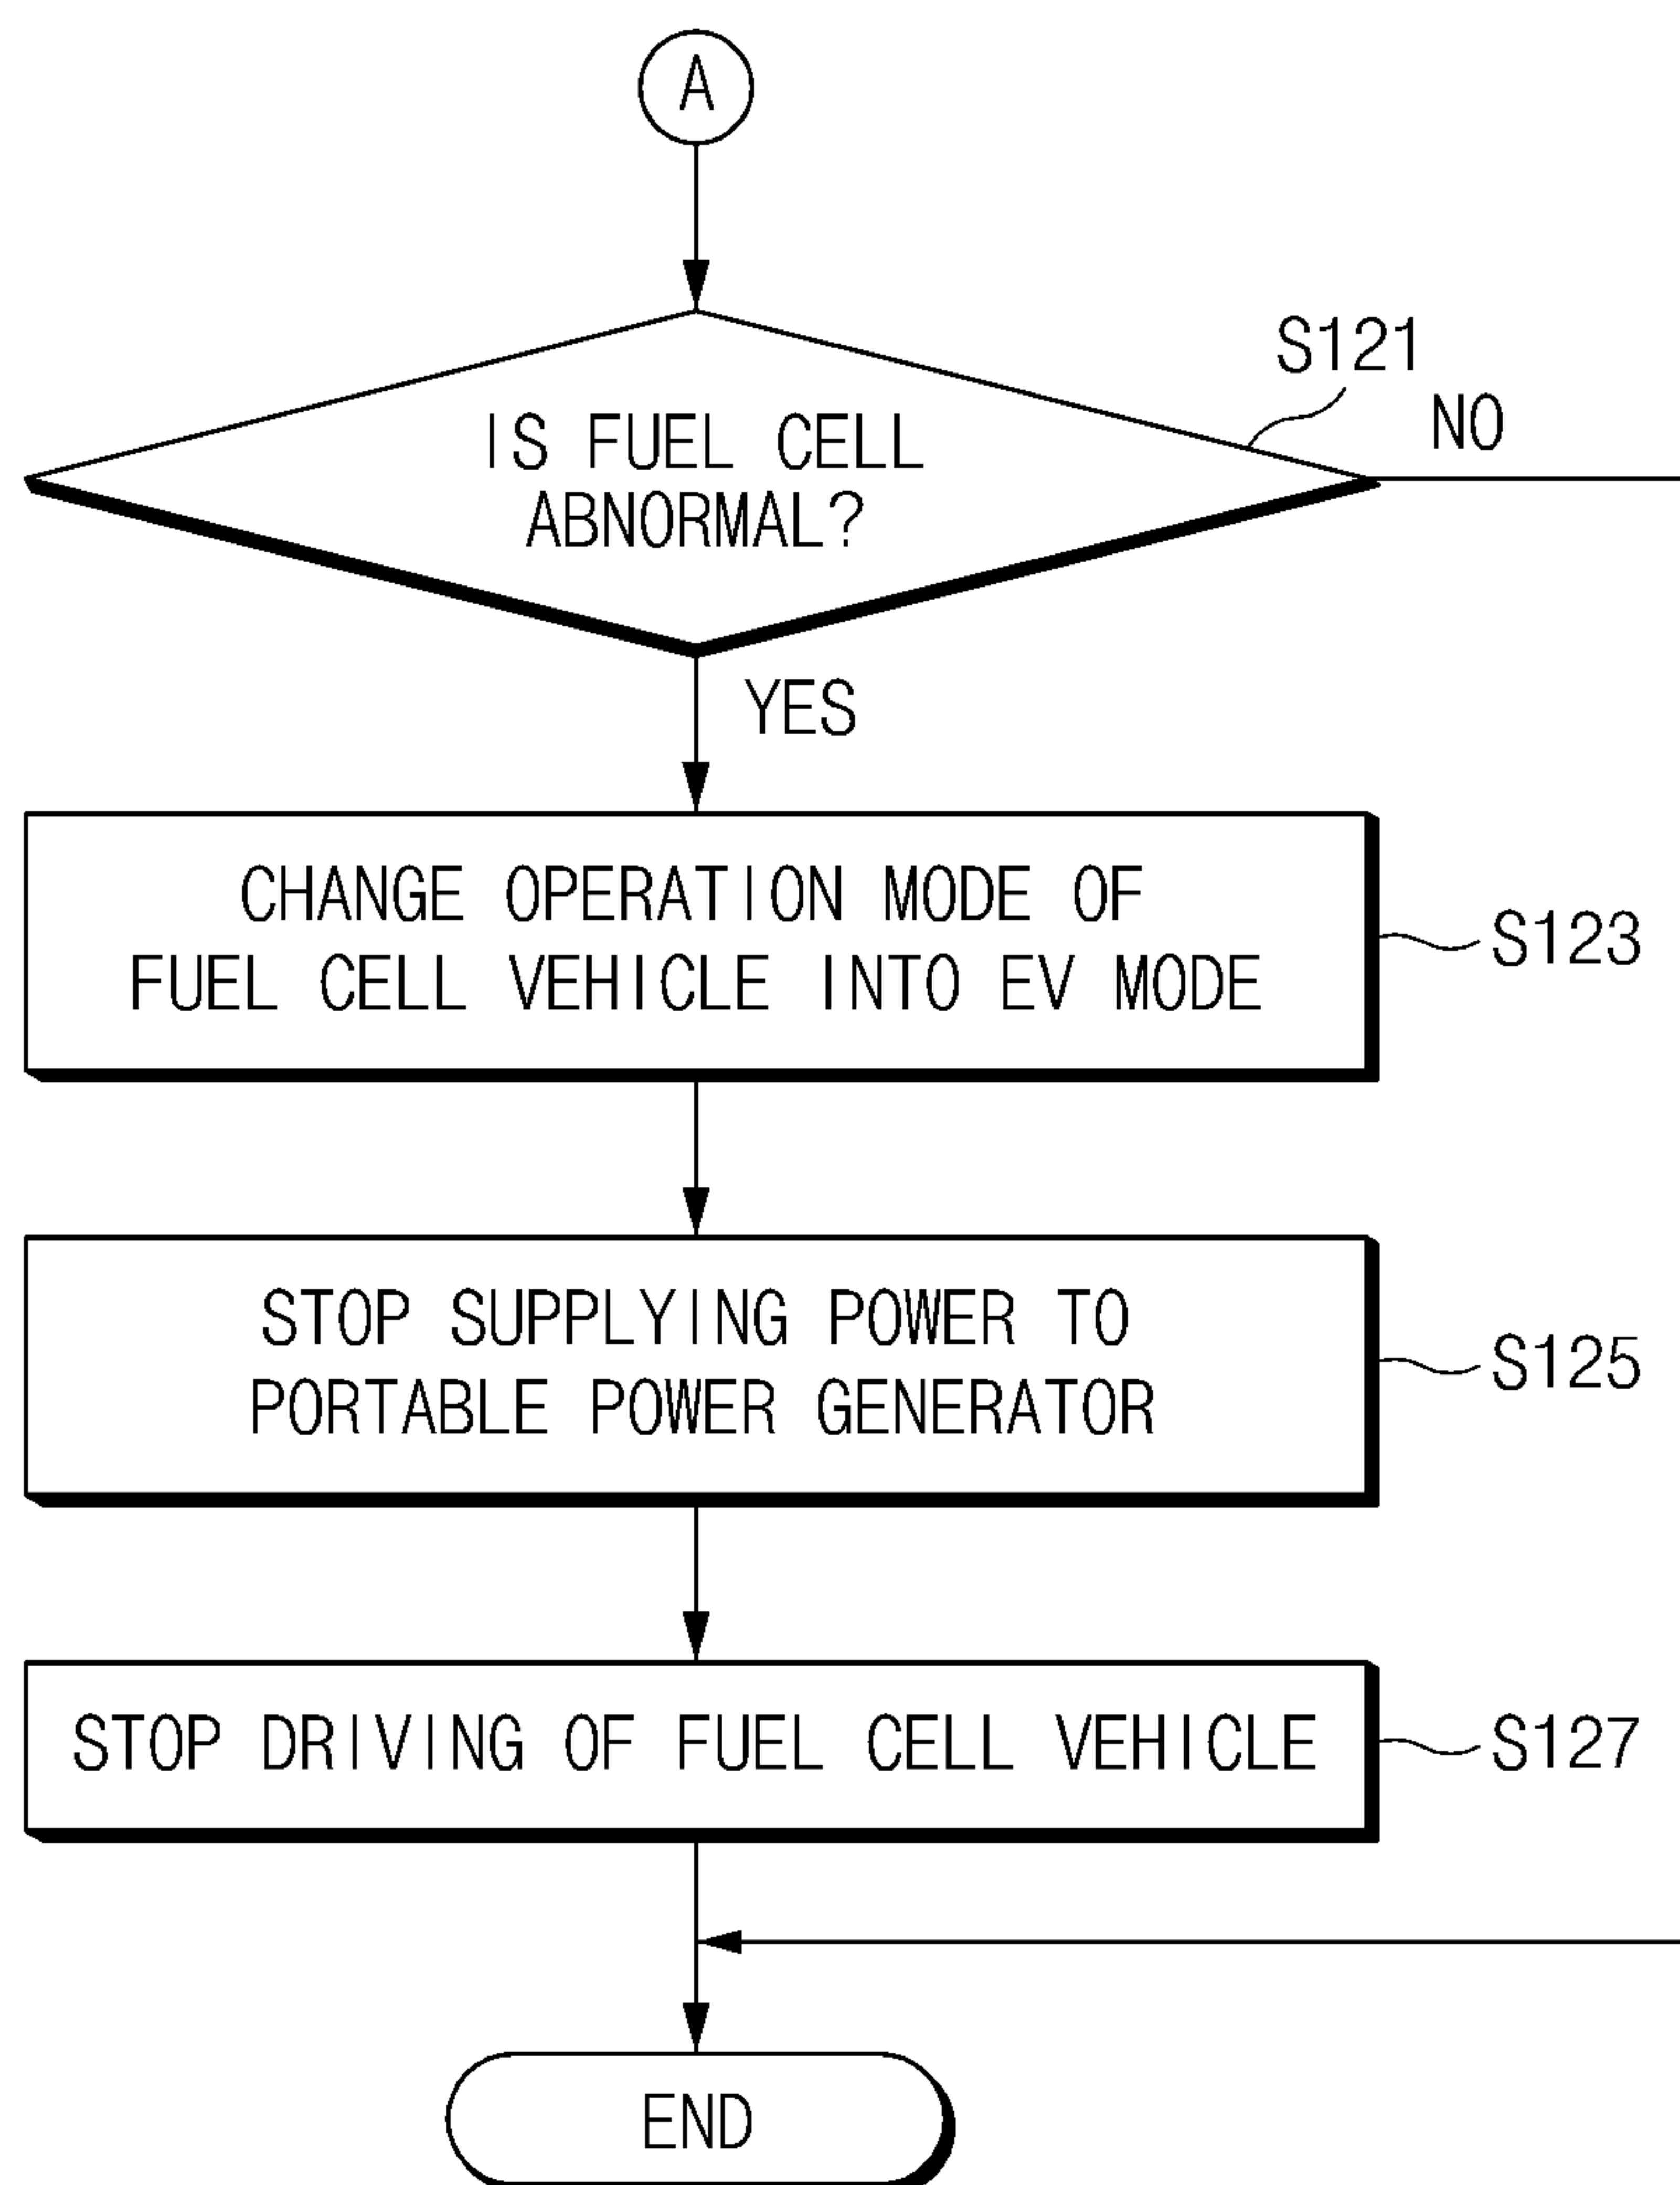 A
S121
NO
IS FUEL CELL
ABNORMAL?
YES
CHANGE OPERATION MODE OF
FUEL CELL VEHICLE INTO EV MODE
S123
STOP SUPPLYING POWER TO
PORTABLE POWER GENERATOR
S125
STOP DRIVING OF FUEL CELL VEHICLE
S127
END